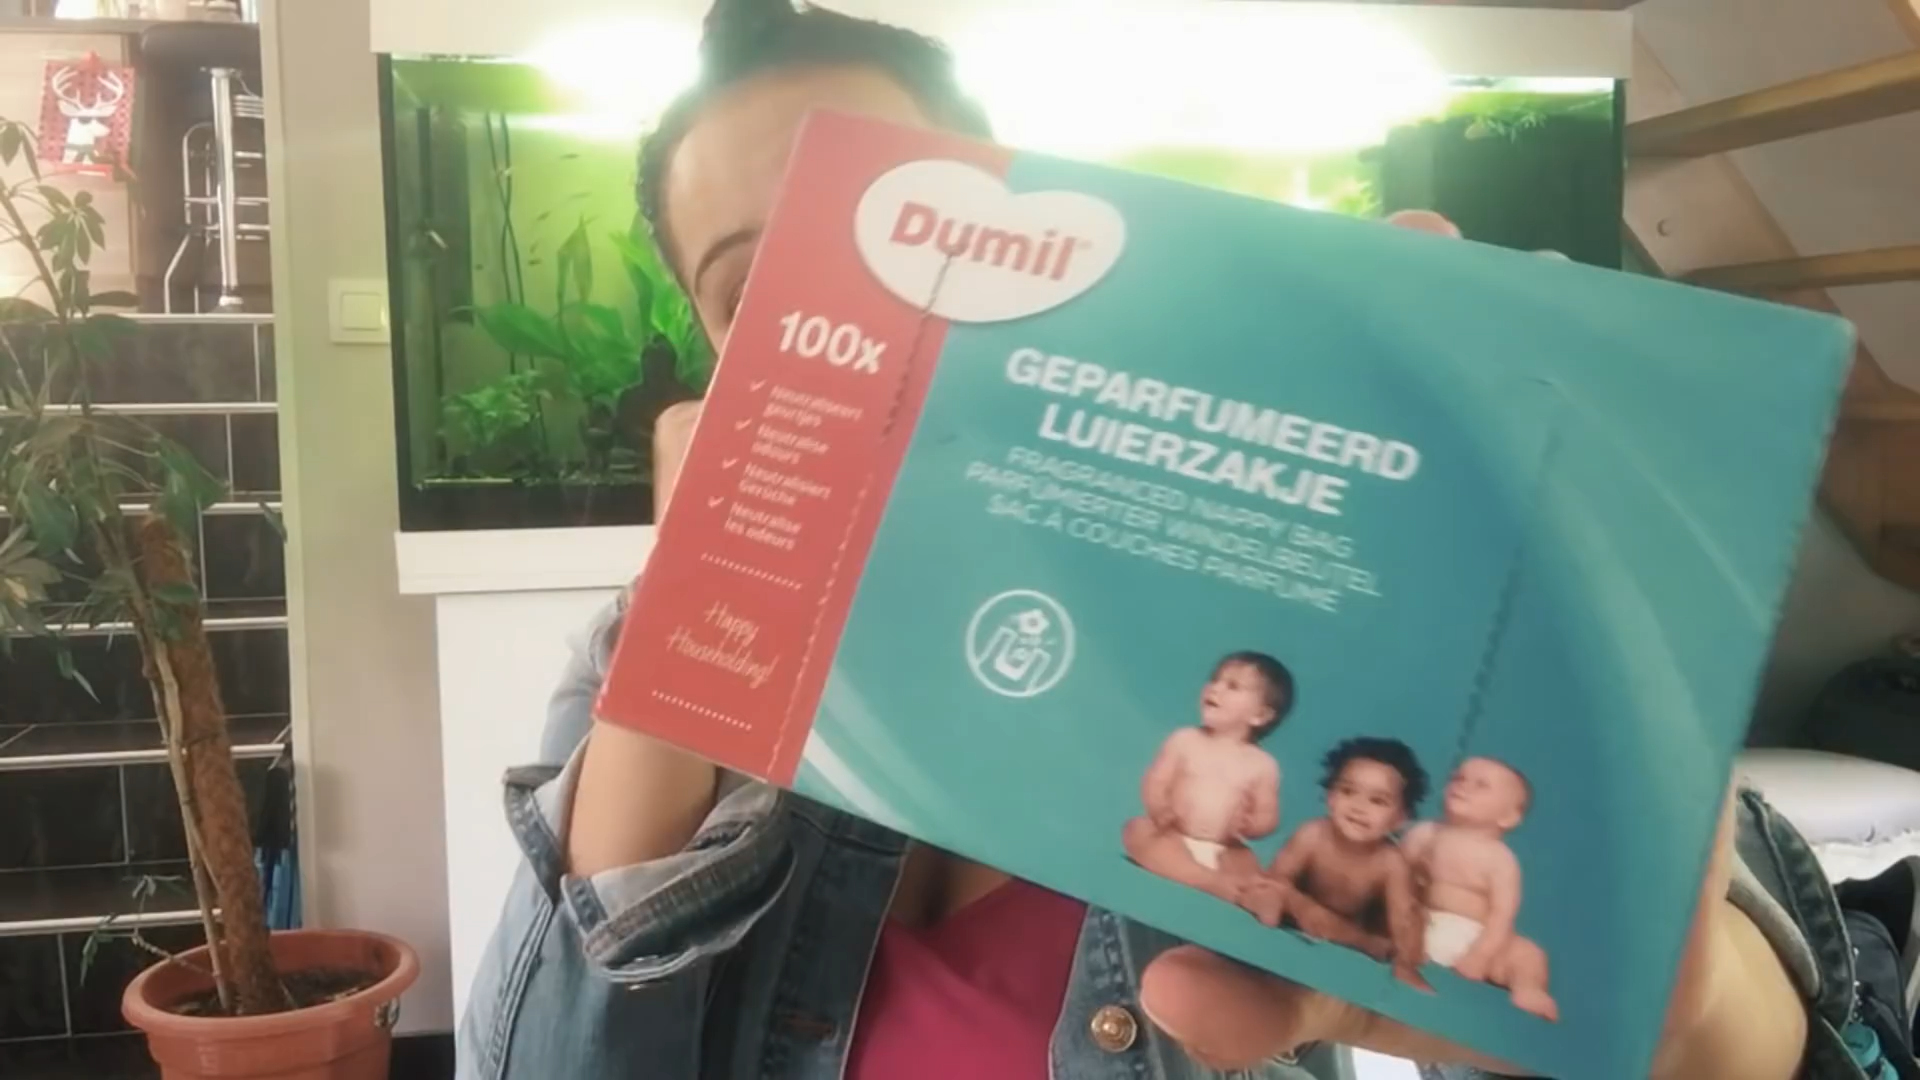 Dumil
100x
Neutraliseert
geurtjes
Neutralise
odours
Neutralisiert
Gerüche
Neutralise
les odeurs
Happy
Householding!
GEPARFUMEERD
LUIERZAKJE
FRAGRANCED NAPPY BAG
PARFÜMIERTER WINDELBEUTEL
SAC À COUCHES PARFUMÉ